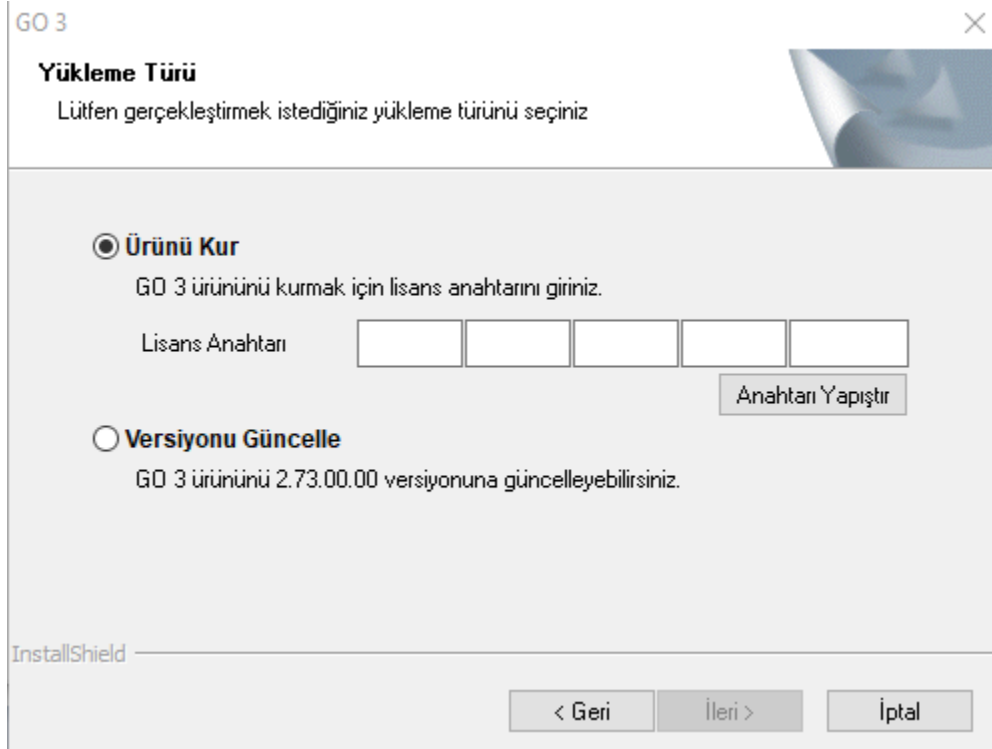 GO 3
Yükleme Türü
Lütfen gerçekleştirmek istediğiniz yükleme türünü seçiniz
Ürünü Kur
GO 3 ürününü kurmak için lisans anahtarını giriniz.
Lisans Anahtarı
Anahtarı Yapıştır
Versiyonu Güncelle
GO 3 ürününü 2.73.00.00 versiyonuna güncelleyebilirsiniz.
InstallShield
< Geri
İleri >
İptal